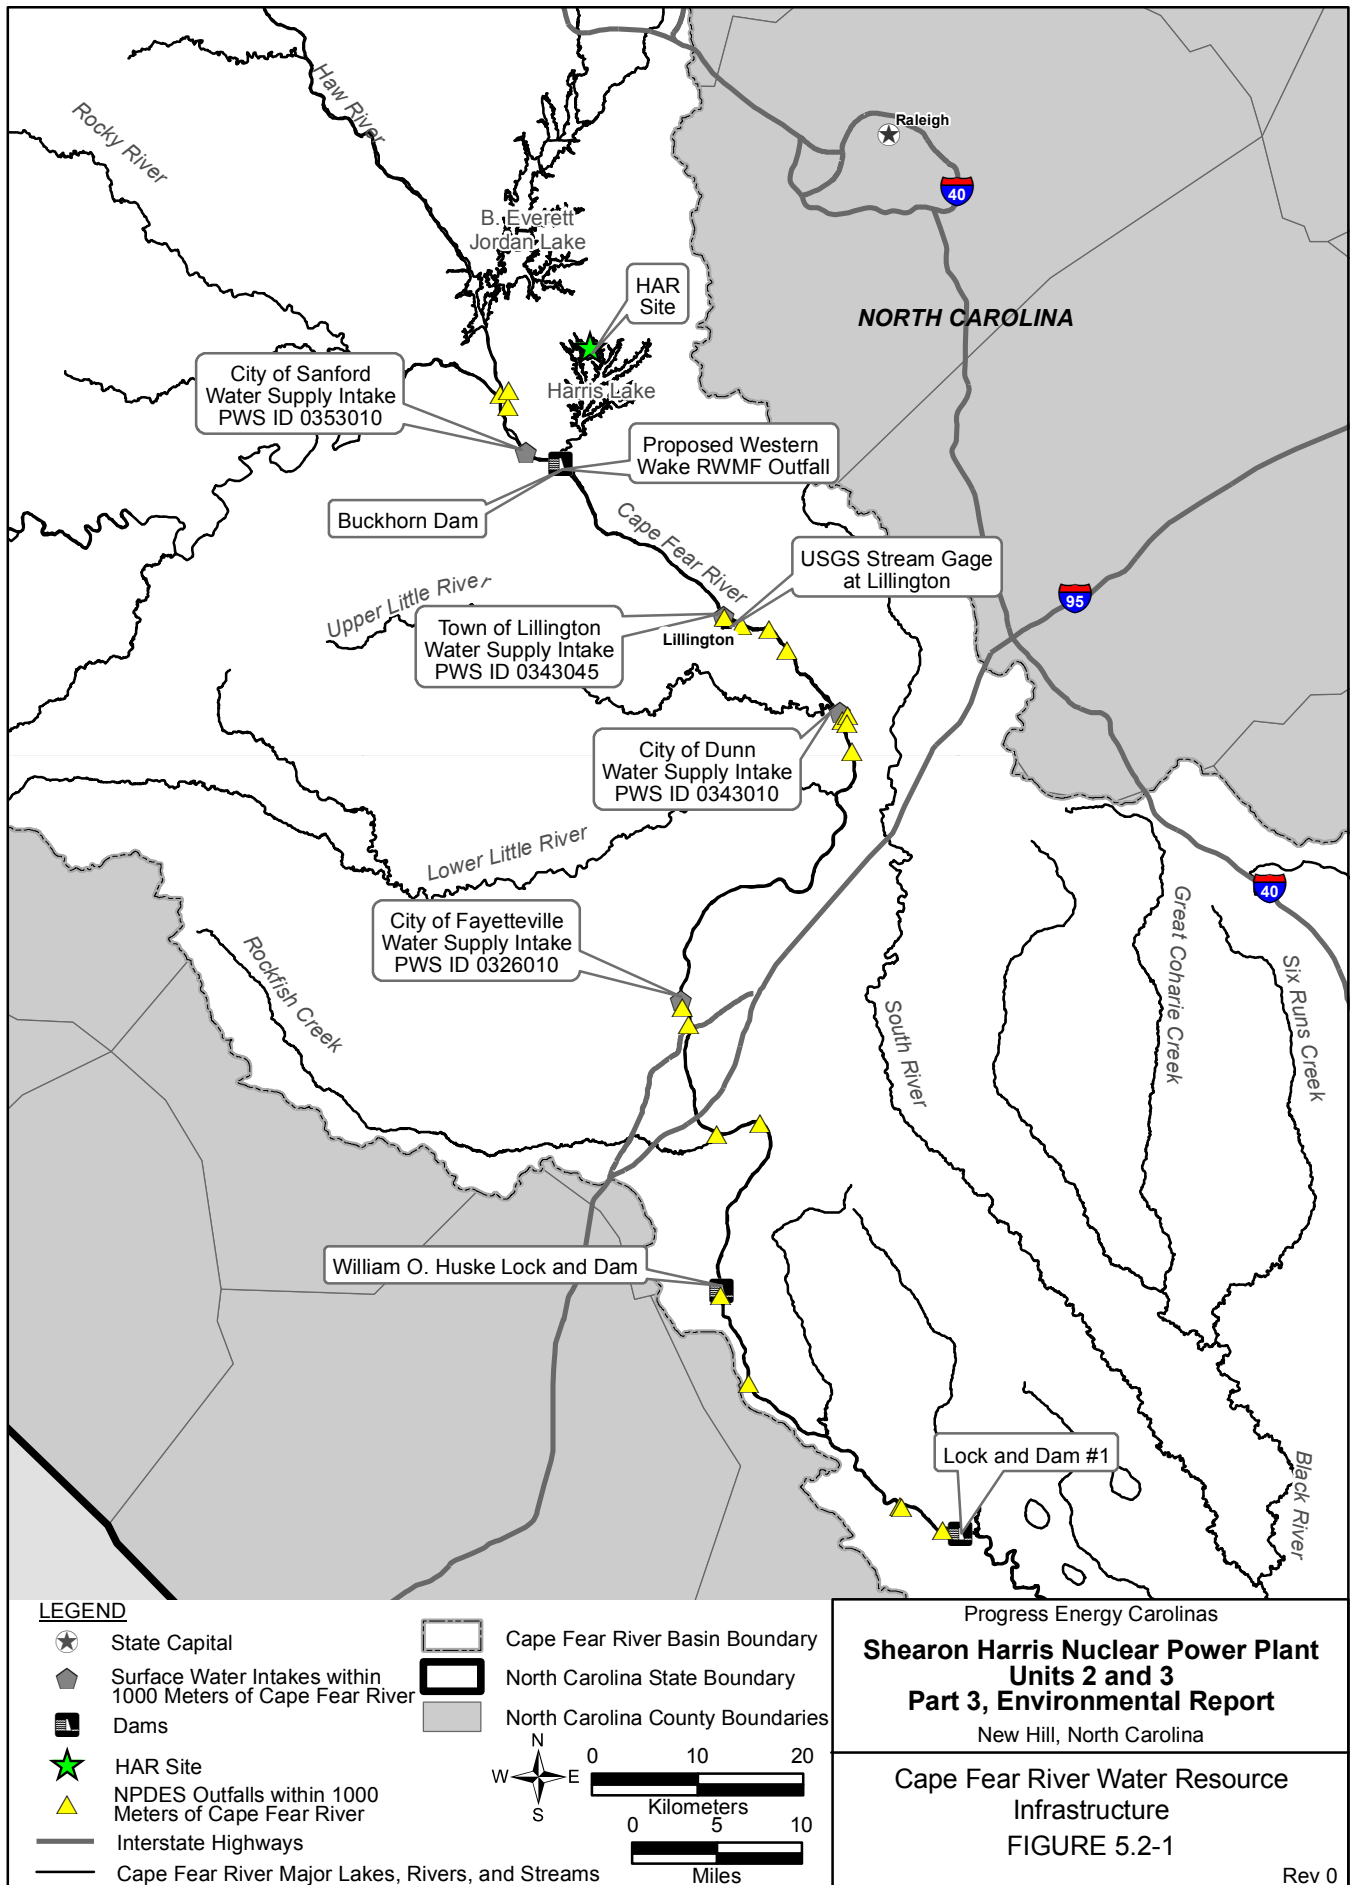 Haw River
Rocky River
Raleigh
40
B. Everett
Jordan Lake
HAR
Site
NORTH CAROLINA
City of Sanford
Water Supply Intake
PWS ID 0353010
Harris Lake
Proposed Western
Wake RWMF Outfall
Buckhorn Dam
Cape Fear River
USGS Stream Gage
at Lillington
95
Upper Little River
Town of Lillington
Water Supply Intake
PWS ID 0343045
Lillington
City of Dunn
Water Supply Intake
PWS ID 0343010
Lower Little River
40
City of Fayetteville
Water Supply Intake
PWS ID 0326010
Rockfish Creek
Great Coharie Creek
Six Runs Creek
South River
William O. Huske Lock and Dam
Lock and Dam #1
Black River
LEGEND
State Capital
Surface Water Intakes within
1000 Meters of Cape Fear River
Dams
HAR Site
NPDES Outfalls within 1000
Meters of Cape Fear River
Interstate Highways
Cape Fear River Major Lakes, Rivers, and Streams
Cape Fear River Basin Boundary
North Carolina State Boundary
North Carolina County Boundaries
N
W E
S
0 10 20
Kilometers
0 5 10
Miles
Progress Energy Carolinas
Shearon Harris Nuclear Power Plant
Units 2 and 3
Part 3, Environmental Report
New Hill, North Carolina
Cape Fear River Water Resource
Infrastructure
FIGURE 5.2-1
Rev 0